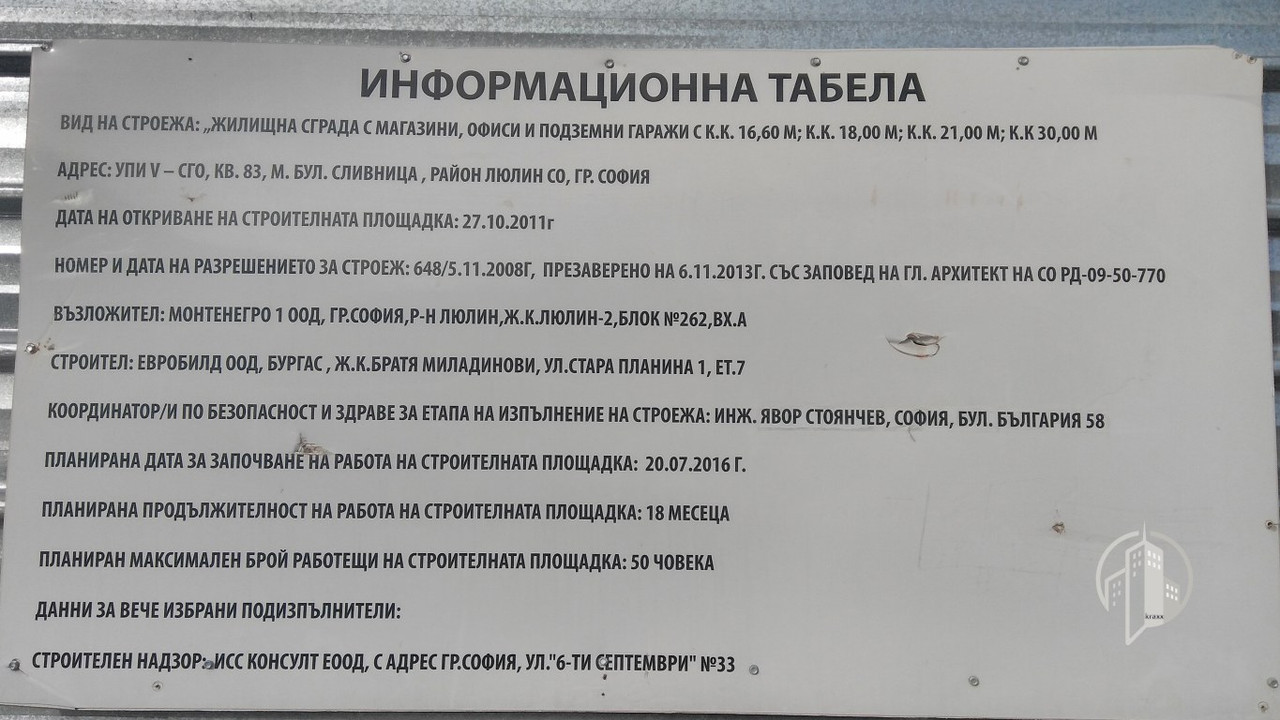 ИНФОРМАЦИОННА ТАБЕЛА
ВИД НА СТРОЕЖА: „ЖИЛИЩНА СГРАДА С МАГАЗИНИ, ОФИСИ И ПОДЗЕМНИ ГАРАЖИ С К.К. 16,60 М; К.К. 18,00 М; К.К. 21,00 М; К.К 30,00 М
АДРЕС: УПИ V – СГО, КВ. 83, М. БУЛ. СЛИВНИЦА , РАЙОН ЛЮЛИН СО, ГР. СОФИЯ
ДАТА НА ОТКРИВАНЕ НА СТРОИТЕЛНАТА ПЛОЩАДКА: 27.10.2011г
НОМЕР И ДАТА НА РАЗРЕШЕНИЕТО ЗА СТРОЕЖ: 648/5.11.2008Г, ПРЕЗАВЕРЕНО НА 6.11.2013Г. СЪС ЗАПОВЕД НА ГЛ. АРХИТЕКТ НА СО РД-09-50-770
ВЪЗЛОЖИТЕЛ: МОНТЕНЕГРО 1 ООД, ГР.СОФИЯ,Р-Н ЛЮЛИН,Ж.К.ЛЮЛИН-2,БЛОК №262,ВХ.А
СТРОИТЕЛ: ЕВРОБИЛД ООД, БУРГАС , Ж.К.БРАТЯ МИЛАДИНОВИ, УЛ.СТАРА ПЛАНИНА 1, ЕТ.7
КООРДИНАТОР/И ПО БЕЗОПАСНОСТ И ЗДРАВЕ ЗА ЕТАПА НА ИЗПЪЛНЕНИЕ НА СТРОЕЖА: ИНЖ. ЯВОР СТОЯНЧЕВ, СОФИЯ, БУЛ. БЪЛГАРИЯ 58
ПЛАНИРАНА ДАТА ЗА ЗАПОЧВАНЕ НА РАБОТА НА СТРОИТЕЛНАТА ПЛОЩАДКА: 20.07.2016 Г.
ПЛАНИРАНА ПРОДЪЛЖИТЕЛНОСТ НА РАБОТА НА СТРОИТЕЛНАТА ПЛОЩАДКА: 18 МЕСЕЦА
ПЛАНИРАН МАКСИМАЛЕН БРОЙ РАБОТЕЩИ НА СТРОИТЕЛНАТА ПЛОЩАДКА: 50 ЧОВЕКА
ДАННИ ЗА ВЕЧЕ ИЗБРАНИ ПОДИЗПЪЛНИТЕЛИ:
СТРОИТЕЛЕН НАДЗОР: ИСС КОНСУЛТ ЕООД, С АДРЕС ГР.СОФИЯ, УЛ."6-ТИ СЕПТЕМВРИ" №33
kraxx